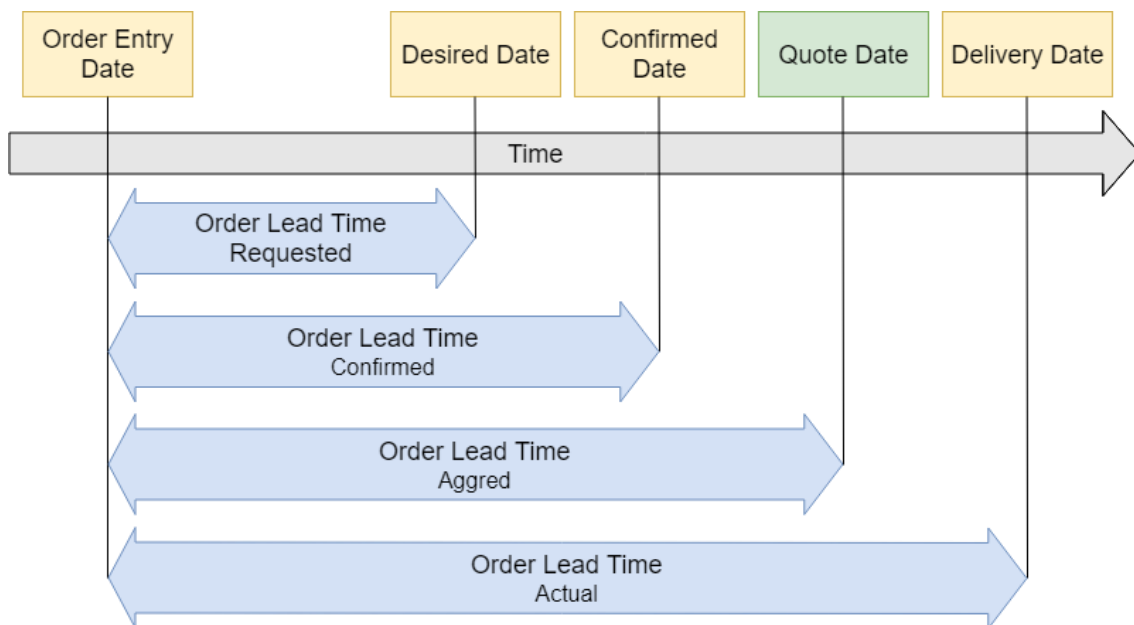 Order Entry
Date
Desired Date
Confirmed
Date
Quote Date
Delivery Date
Time
Order Lead Time
Requested
Order Lead Time
Confirmed
Order Lead Time
Aggred
Order Lead Time
Actual